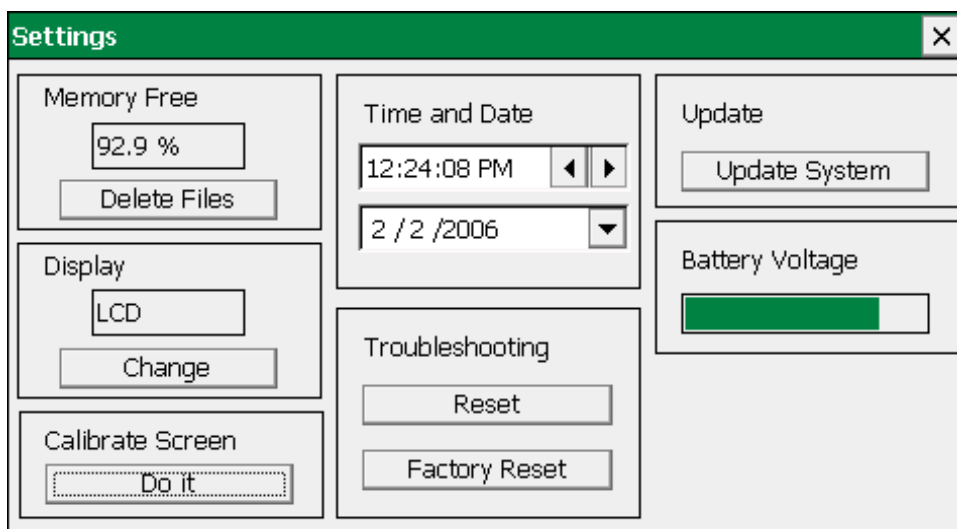 Settings
Memory Free
92.9 %
Delete Files
Display
LCD
Change
Calibrate Screen
Do it
Time and Date
12:24:08 PM
2 / 2 /2006
Troubleshooting
Reset
Factory Reset
Update
Update System
Battery Voltage